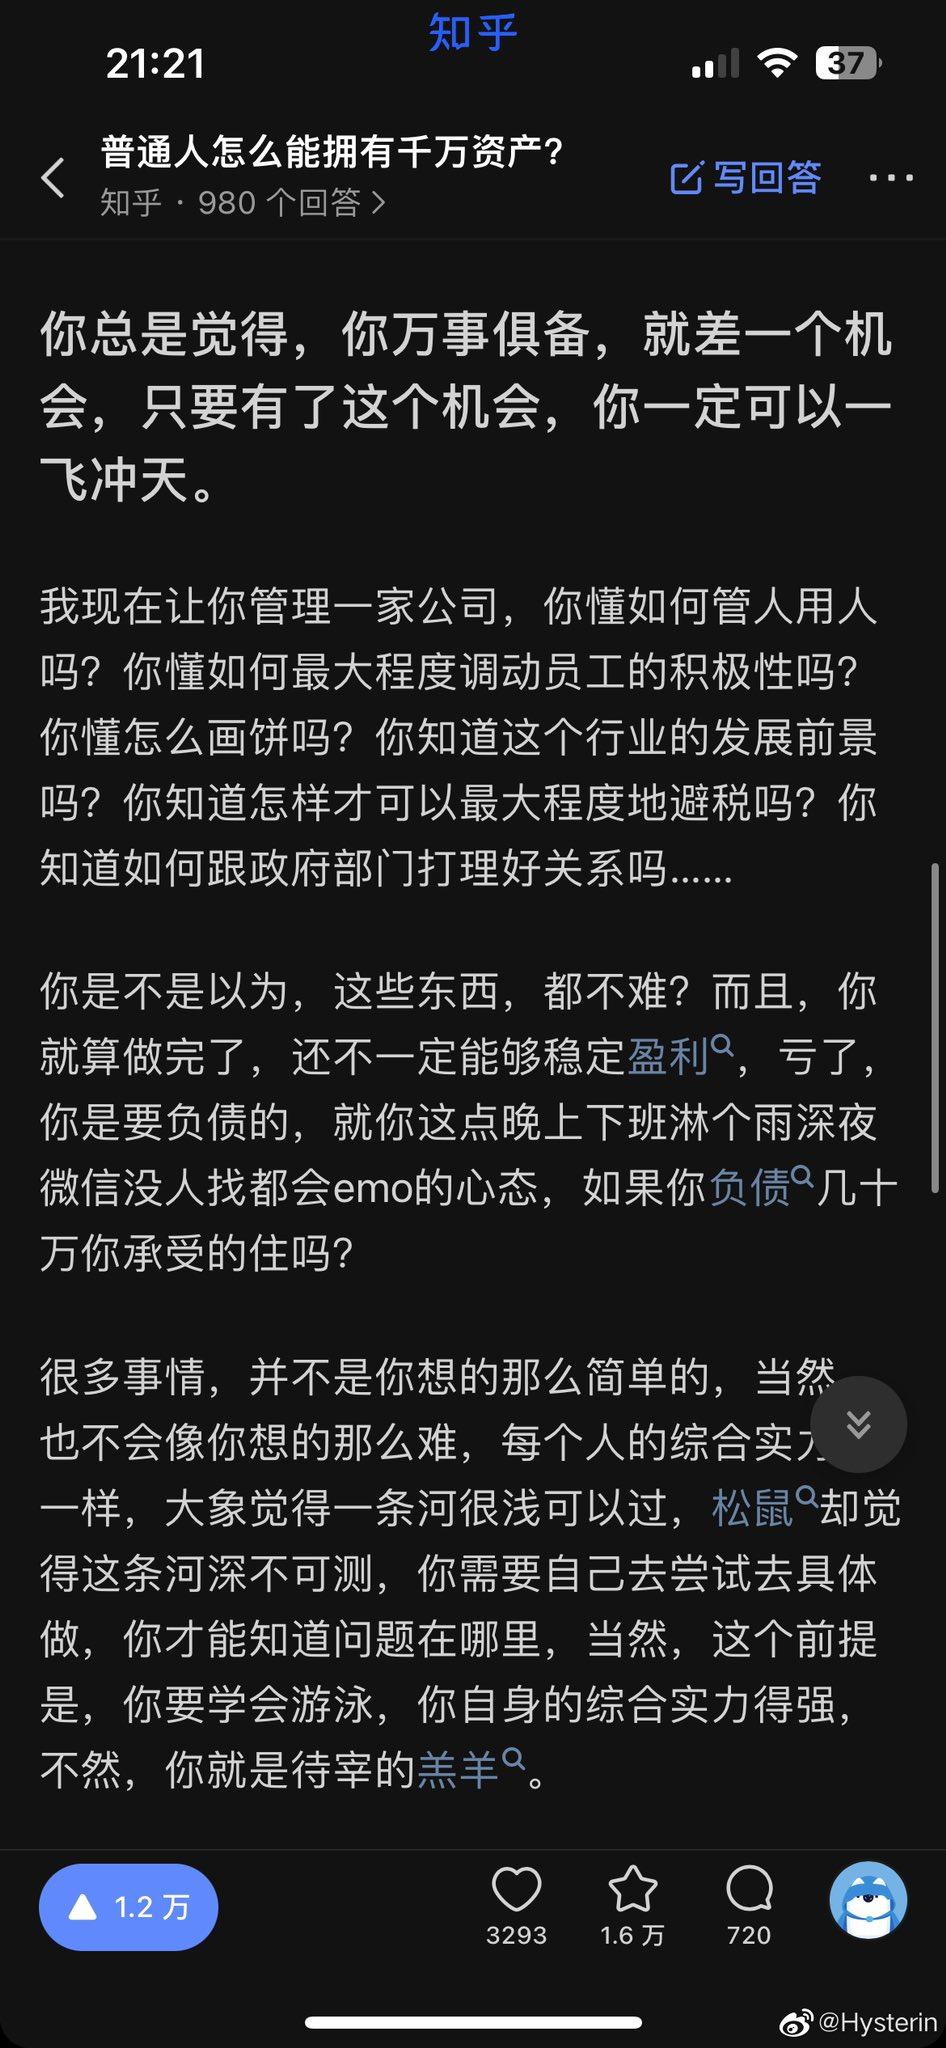 知乎
21:21
37
普通人怎么能拥有千万资产?
知乎 · 980 个回答
写回答
你总是觉得，你万事俱备，就差一个机
会，只要有了这个机会，你一定可以一
飞冲天。
我现在让你管理一家公司，你懂如何管人用人
吗？你懂如何最大程度调动员工的积极性吗？
你懂怎么画饼吗？你知道这个行业的发展前景
吗？你知道怎样才可以最大程度地避税吗？你
知道如何跟政府部门打理好关系吗......
你是不是以为，这些东西，都不难？而且，你
就算做完了，还不一定能够稳定盈利，亏了，
你是要负债的，就你这点晚上下班淋个雨深夜
微信没人找都会emo的心态，如果你负债几十
万你承受的住吗？
很多事情，并不是你想的那么简单的，当然
也不会像你想的那么难，每个人的综合实
一样，大象觉得一条河很浅可以过，松鼠却觉
得这条河深不可测，你需要自己去尝试去具体
做，你才能知道问题在哪里，当然，这个前提
是，你要学会游泳，你自身的综合实力得强，
不然，你就是待宰的羔羊。
1.2 万
3293
1.6 万
720
@Hysterin